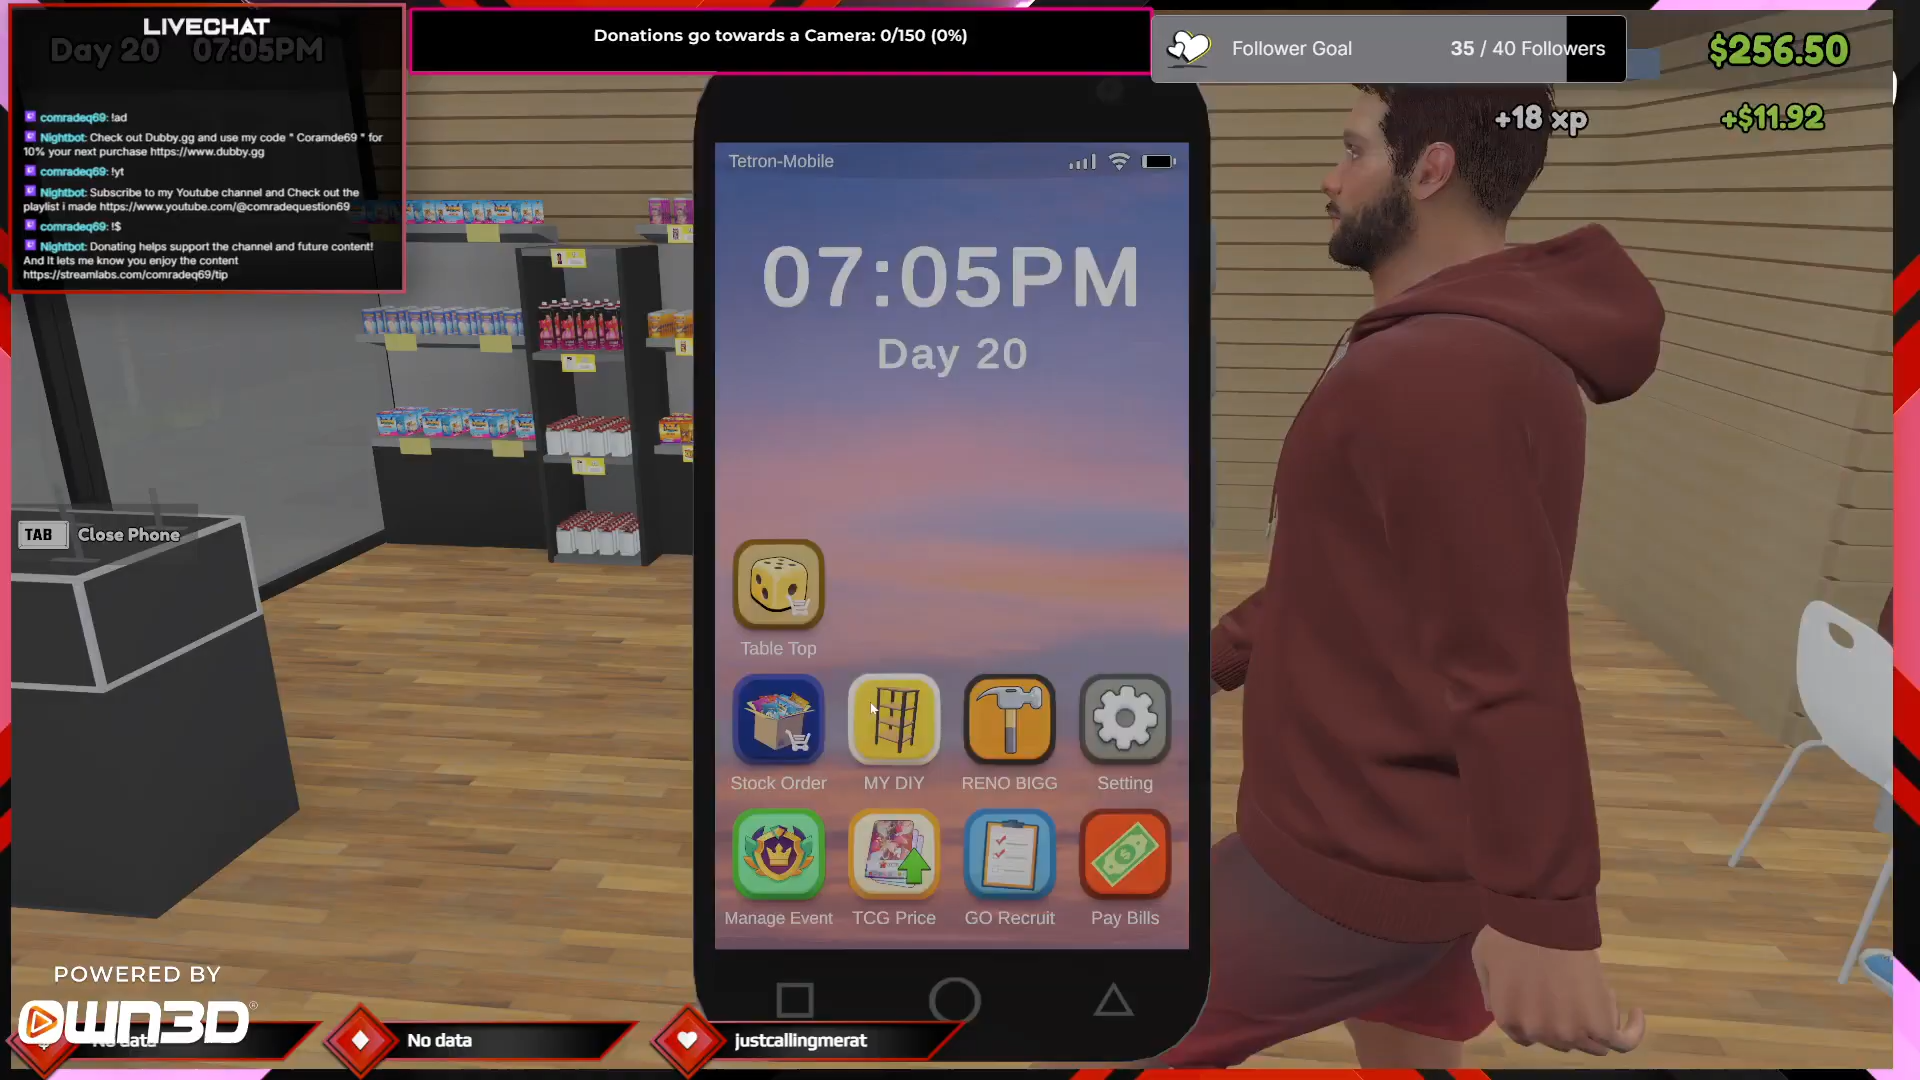 LIVECHAT
Day 20 07:05PM
comradeq69: !ad
Nightbot: Check out Dubby.gg and use my code " Coramde69 " for
10% your next purchase https://www.dubby.gg
comradeq69: !yt
Nightbot: Subscribe to my Youtube channel and Check out the
playlist i made https://www.youtube.com/@comradequestion69
comradeq69: !$
Nightbot: Donating helps support the channel and future content!
And It lets me know you enjoy the content
https://streamlabs.com/comradeq69/tip
Donations go towards a Camera: 0/150 (0%)
Follower Goal 35 / 40 Followers
$256.50
+18 xp +$11.92
Tetron-Mobile
07:05PM
Day 20
TAB Close Phone
Table Top
Stock Order MY DIY RENO BIGG Setting
Manage Event TCG Price GO Recruit Pay Bills
POWERED BY
OWN3D
No data
No data
justcallingmerat